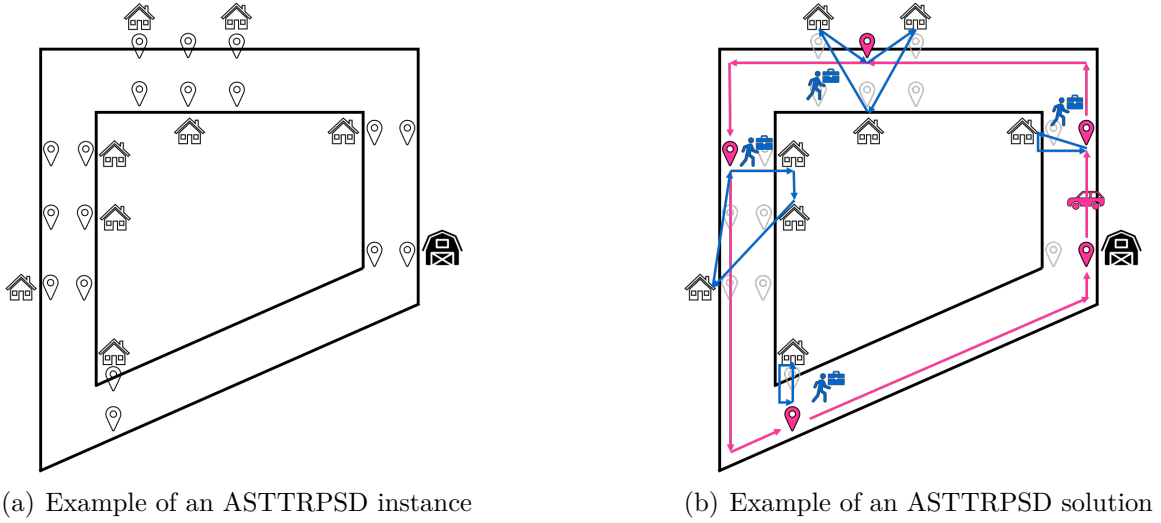 (a) Example of an ASTTRPSD instance
(b) Example of an ASTTRPSD solution